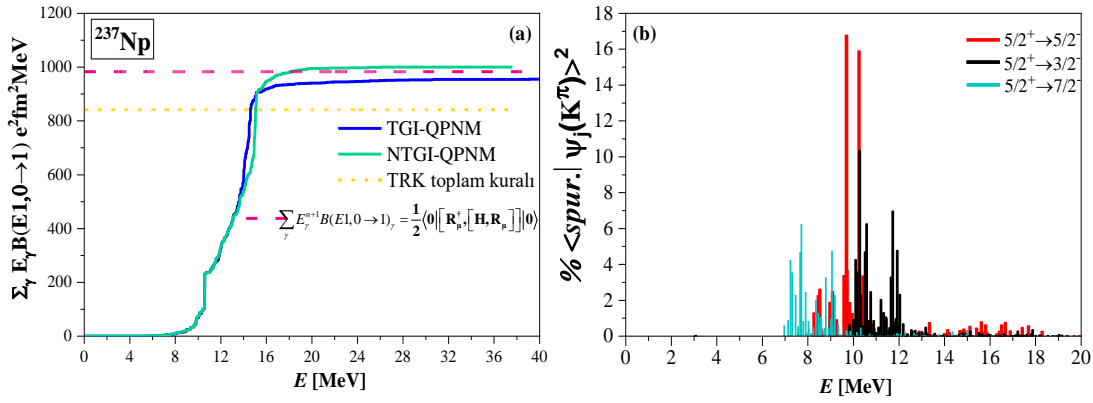 ²³⁷Np
(a)
1200
1000
800
600
400
200
0
Σᵧ EᵧB(E1,0→1) e²fm²MeV
TGI-QPNM
NTGI-QPNM
TRK toplam kuralı
∑ᵧ Eᵧⁿ⁺¹B(E1,0→1)ᵧ = 1/2⟨0|[R†μ,[H,Rμ]]|0⟩
0 4 8 12 16 20 24 28 32 36 40
E [MeV]
(b)
18
16
14
12
10
8
6
4
2
0
% <spur.| ψⱼ(Kπ)>²
5/2⁺→5/2⁻
5/2⁺→3/2⁻
5/2⁺→7/2⁻
0 2 4 6 8 10 12 14 16 18 20
E [MeV]